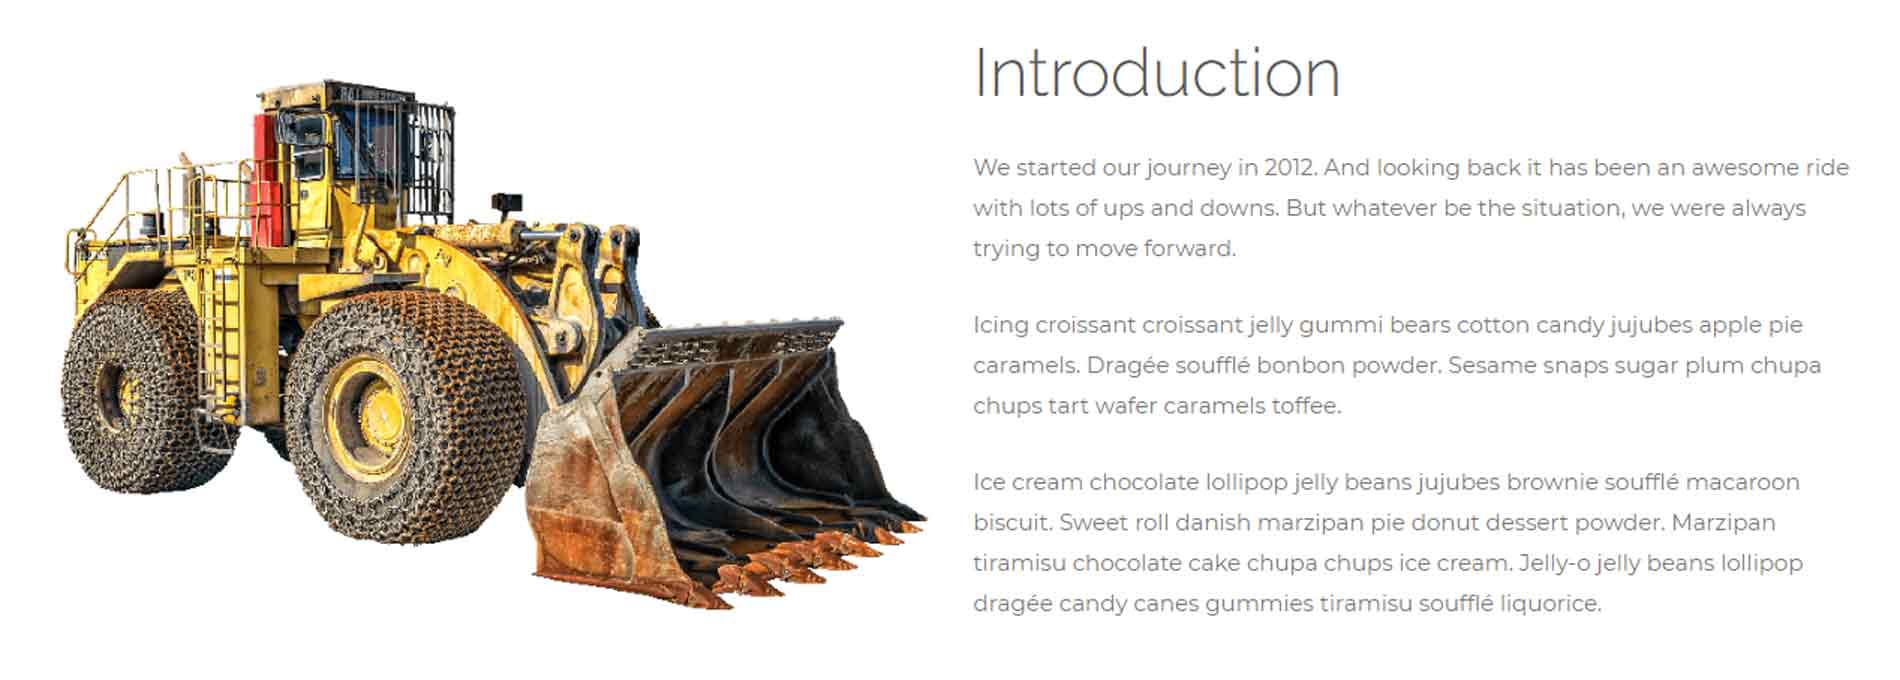 Introduction
We started our journey in 2012. And looking back it has been an awesome ride
with lots of ups and downs. But whatever be the situation, we were always
trying to move forward.
Icing croissant croissant jelly gummi bears cotton candy jujubes apple pie
caramels. Dragée soufflé bonbon powder. Sesame snaps sugar plum chupa
chups tart wafer caramels toffee.
Ice cream chocolate lollipop jelly beans jujubes brownie soufflé macaroon
biscuit. Sweet roll danish marzipan pie donut dessert powder. Marzipan
tiramisu chocolate cake chupa chups ice cream. Jelly-o jelly beans lollipop
dragée candy canes gummies tiramisu soufflé liquorice.